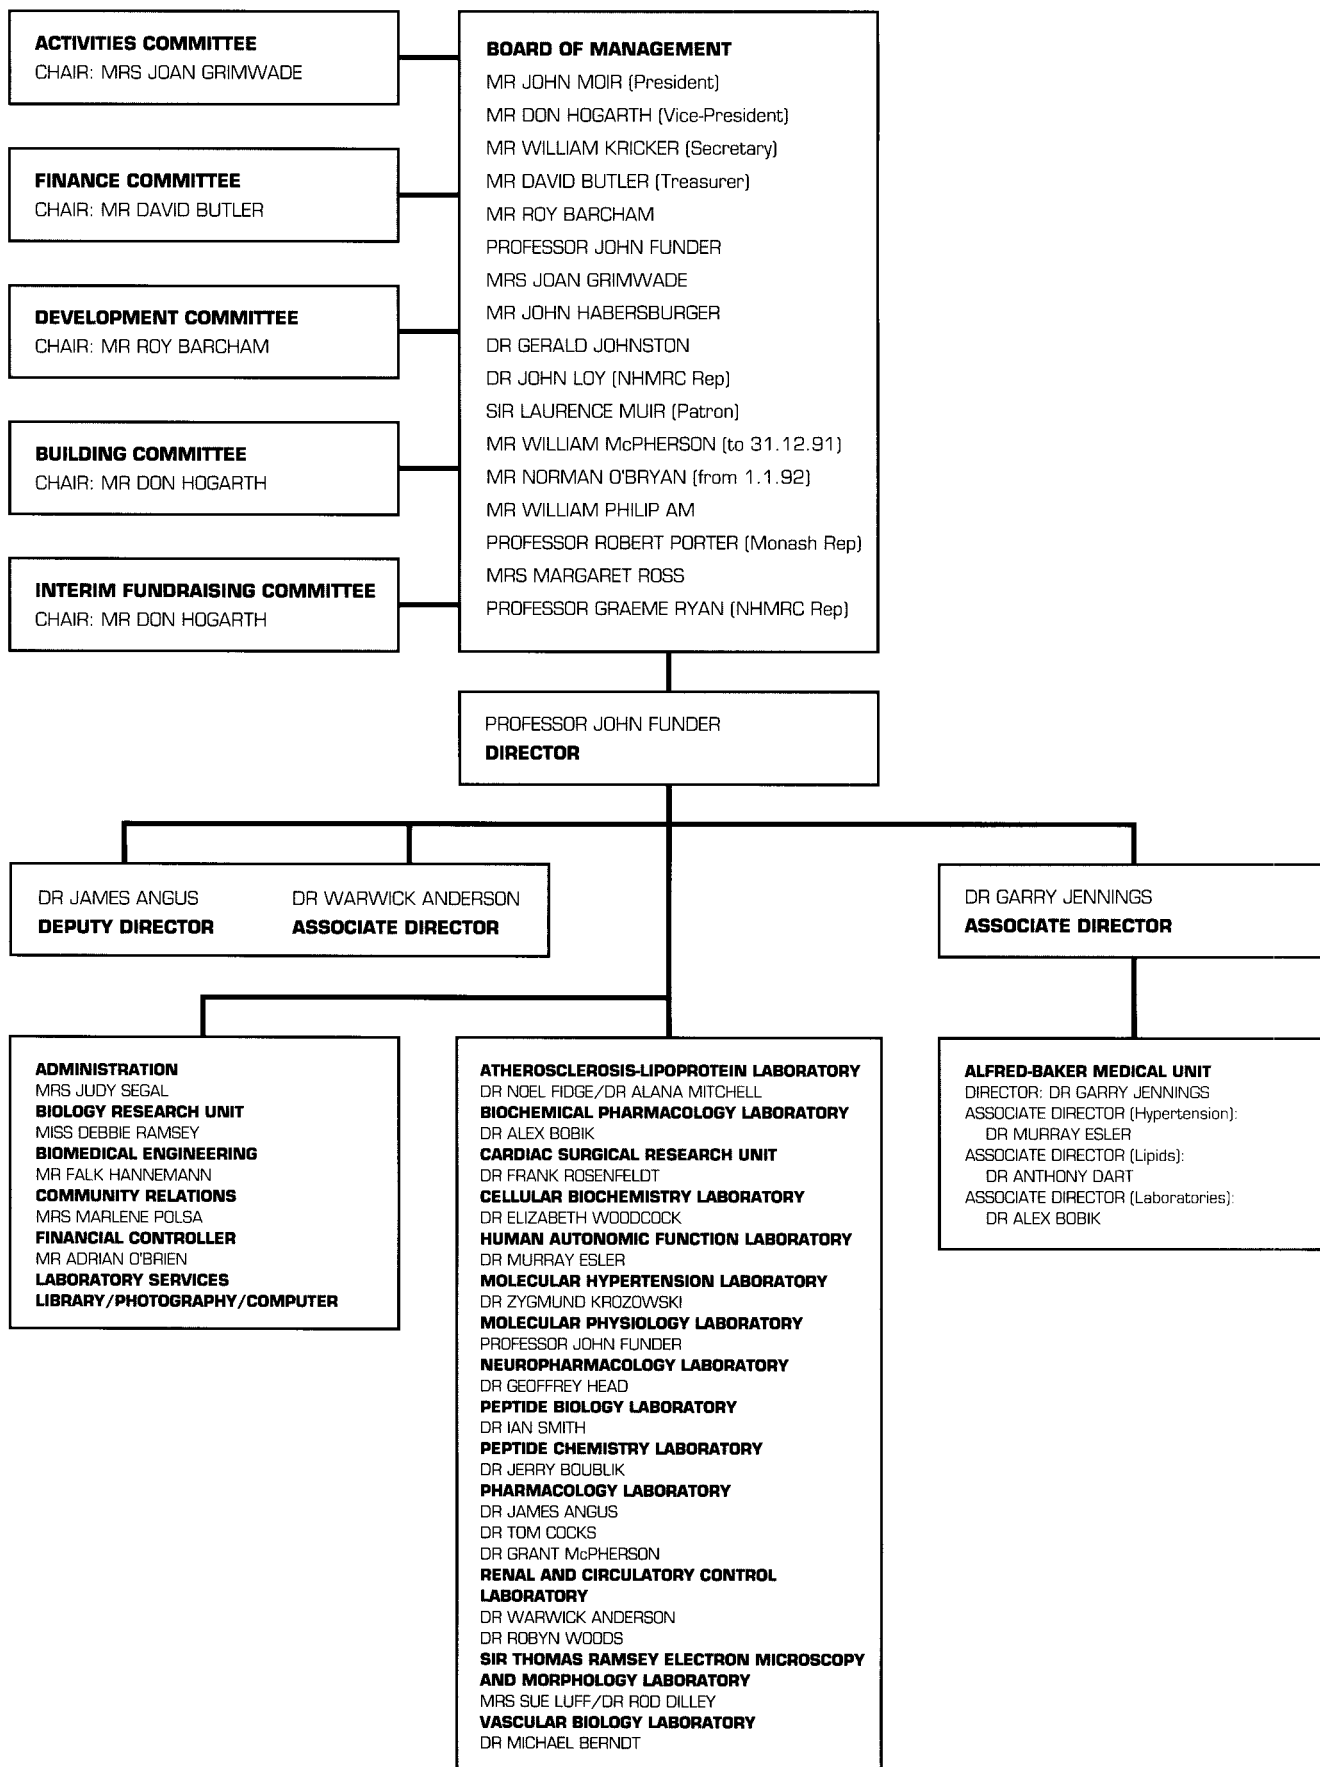 ACTIVITIES COMMITTEE
CHAIR: MRS JOAN GRIMWADE
FINANCE COMMITTEE
CHAIR: MR DAVID BUTLER
DEVELOPMENT COMMITTEE
CHAIR: MR ROY BARCHAM
BUILDING COMMITTEE
CHAIR: MR DON HOGARTH
INTERIM FUNDRAISING COMMITTEE
CHAIR: MR DON HOGARTH
BOARD OF MANAGEMENT
MR JOHN MOIR (President)
MR DON HOGARTH (Vice-President)
MR WILLIAM KRICKER (Secretary)
MR DAVID BUTLER (Treasurer)
MR ROY BARCHAM
PROFESSOR JOHN FUNDER
MRS JOAN GRIMWADE
MR JOHN HABERSBURGER
DR GERALD JOHNSTON
DR JOHN LOY (NHMRC Rep)
SIR LAURENCE MUIR (Patron)
MR WILLIAM McPHERSON (to 31.12.91)
MR NORMAN O'BRYAN (from 1.1.92)
MR WILLIAM PHILIP AM
PROFESSOR ROBERT PORTER (Monash Rep)
MRS MARGARET ROSS
PROFESSOR GRAEME RYAN (NHMRC Rep)
PROFESSOR JOHN FUNDER
DIRECTOR
DR JAMES ANGUS
DEPUTY DIRECTOR
DR WARWICK ANDERSON
ASSOCIATE DIRECTOR
DR GARRY JENNINGS
ASSOCIATE DIRECTOR
ADMINISTRATION
MRS JUDY SEGAL
BIOLOGY RESEARCH UNIT
MISS DEBBIE RAMSEY
BIOMEDICAL ENGINEERING
MR FALK HANNEMANN
COMMUNITY RELATIONS
MRS MARLENE POLSA
FINANCIAL CONTROLLER
MR ADRIAN O'BRIEN
LABORATORY SERVICES
LIBRARY/PHOTOGRAPHY/COMPUTER
ATHEROSCLEROSIS-LIPOPROTEIN LABORATORY
DR NOEL FIDGE/DR ALANA MITCHELL
BIOCHEMICAL PHARMACOLOGY LABORATORY
DR ALEX BOBIK
CARDIAC SURGICAL RESEARCH UNIT
DR FRANK ROSENFELDT
CELLULAR BIOCHEMISTRY LABORATORY
DR ELIZABETH WOODCOCK
HUMAN AUTONOMIC FUNCTION LABORATORY
DR MURRAY ESLER
MOLECULAR HYPERTENSION LABORATORY
DR ZYGMUND KROZOWSKI
MOLECULAR PHYSIOLOGY LABORATORY
PROFESSOR JOHN FUNDER
NEUROPHARMACOLOGY LABORATORY
DR GEOFFREY HEAD
PEPTIDE BIOLOGY LABORATORY
DR IAN SMITH
PEPTIDE CHEMISTRY LABORATORY
DR JERRY BOUBLIK
PHARMACOLOGY LABORATORY
DR JAMES ANGUS
DR TOM COCKS
DR GRANT McPHERSON
RENAL AND CIRCULATORY CONTROL
LABORATORY
DR WARWICK ANDERSON
DR ROBYN WOODS
SIR THOMAS RAMSEY ELECTRON MICROSCOPY
AND MORPHOLOGY LABORATORY
MRS SUE LUFF/DR ROD DILLEY
VASCULAR BIOLOGY LABORATORY
DR MICHAEL BERNDT
ALFRED-BAKER MEDICAL UNIT
DIRECTOR: DR GARRY JENNINGS
ASSOCIATE DIRECTOR (Hypertension):
DR MURRAY ESLER
ASSOCIATE DIRECTOR (Lipids):
DR ANTHONY DART
ASSOCIATE DIRECTOR (Laboratories):
DR ALEX BOBIK